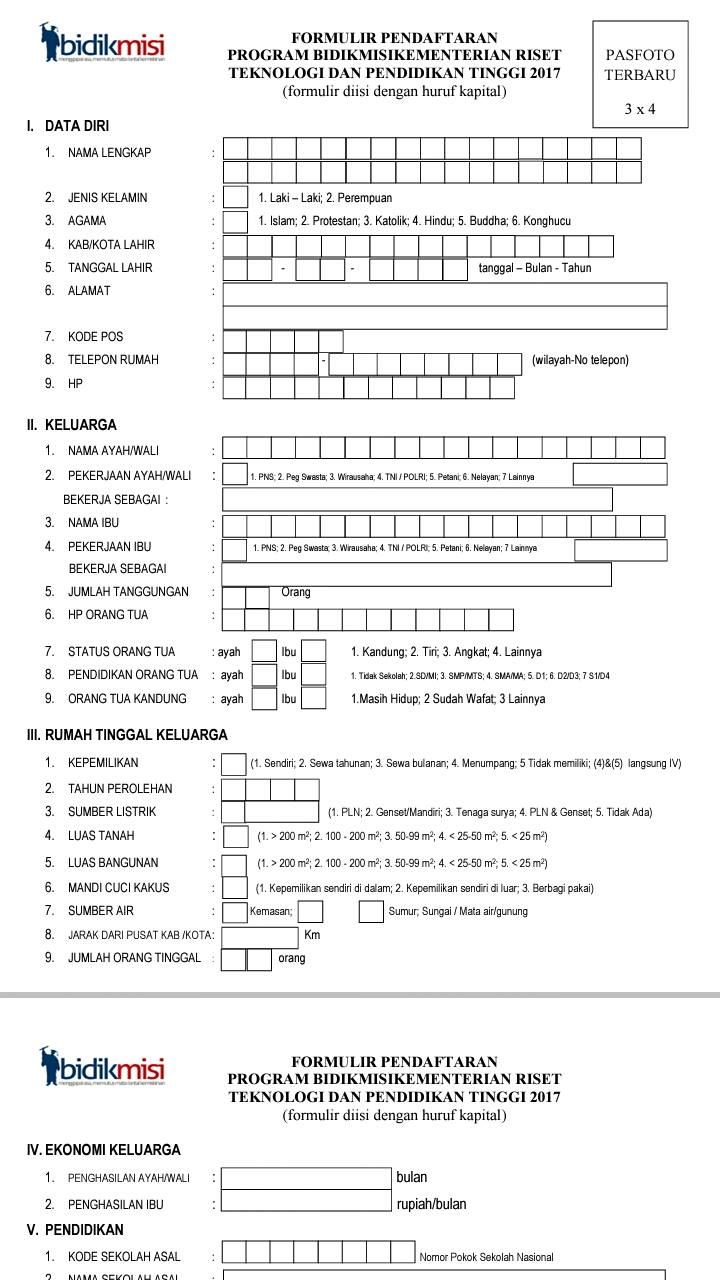 bidikmisi
menggapai asa, memutus mata rantai kemiskinan
FORMULIR PENDAFTARAN
PROGRAM BIDIKMISIKEMENTERIAN RISET
TEKNOLOGI DAN PENDIDIKAN TINGGI 2017
(formulir diisi dengan huruf kapital)
PASFOTO
TERBARU
3 x 4
I. DATA DIRI
1. NAMA LENGKAP :
2. JENIS KELAMIN : 1. Laki – Laki; 2. Perempuan
3. AGAMA : 1. Islam; 2. Protestan; 3. Katolik; 4. Hindu; 5. Buddha; 6. Konghucu
4. KAB/KOTA LAHIR :
5. TANGGAL LAHIR : - - tanggal – Bulan - Tahun
6. ALAMAT :
7. KODE POS :
8. TELEPON RUMAH : - (wilayah-No telepon)
9. HP :
II. KELUARGA
1. NAMA AYAH/WALI :
2. PEKERJAAN AYAH/WALI : 1. PNS; 2. Peg Swasta; 3. Wirausaha; 4. TNI / POLRI; 5. Petani; 6. Nelayan; 7 Lainnya
BEKERJA SEBAGAI :
3. NAMA IBU :
4. PEKERJAAN IBU : 1. PNS; 2. Peg Swasta; 3. Wirausaha; 4. TNI / POLRI; 5. Petani; 6. Nelayan; 7 Lainnya
BEKERJA SEBAGAI :
5. JUMLAH TANGGUNGAN : Orang
6. HP ORANG TUA :
7. STATUS ORANG TUA : ayah Ibu 1. Kandung; 2. Tiri; 3. Angkat; 4. Lainnya
8. PENDIDIKAN ORANG TUA : ayah Ibu 1. Tidak Sekolah; 2.SD/MI; 3. SMP/MTS; 4. SMA/MA; 5. D1; 6. D2/D3; 7 S1/D4
9. ORANG TUA KANDUNG : ayah Ibu 1.Masih Hidup; 2 Sudah Wafat; 3 Lainnya
III. RUMAH TINGGAL KELUARGA
1. KEPEMILIKAN : (1. Sendiri; 2. Sewa tahunan; 3. Sewa bulanan; 4. Menumpang; 5 Tidak memiliki; (4)&(5) langsung IV)
2. TAHUN PEROLEHAN :
3. SUMBER LISTRIK : (1. PLN; 2. Genset/Mandiri; 3. Tenaga surya; 4. PLN & Genset; 5. Tidak Ada)
4. LUAS TANAH : (1. > 200 m²; 2. 100 - 200 m²; 3. 50-99 m²; 4. < 25-50 m²; 5. < 25 m²)
5. LUAS BANGUNAN : (1. > 200 m²; 2. 100 - 200 m²; 3. 50-99 m²; 4. < 25-50 m²; 5. < 25 m²)
6. MANDI CUCI KAKUS : (1. Kepemilikan sendiri di dalam; 2. Kepemilikan sendiri di luar; 3. Berbagi pakai)
7. SUMBER AIR : Kemasan; Sumur; Sungai / Mata air/gunung
8. JARAK DARI PUSAT KAB /KOTA: Km
9. JUMLAH ORANG TINGGAL : orang
bidikmisi
menggapai asa, memutus mata rantai kemiskinan
FORMULIR PENDAFTARAN
PROGRAM BIDIKMISIKEMENTERIAN RISET
TEKNOLOGI DAN PENDIDIKAN TINGGI 2017
(formulir diisi dengan huruf kapital)
IV. EKONOMI KELUARGA
1. PENGHASILAN AYAH/WALI : bulan
2. PENGHASILAN IBU : rupiah/bulan
V. PENDIDIKAN
1. KODE SEKOLAH ASAL : Nomor Pokok Sekolah Nasional
2. NAMA SEKOLAH ASAL :